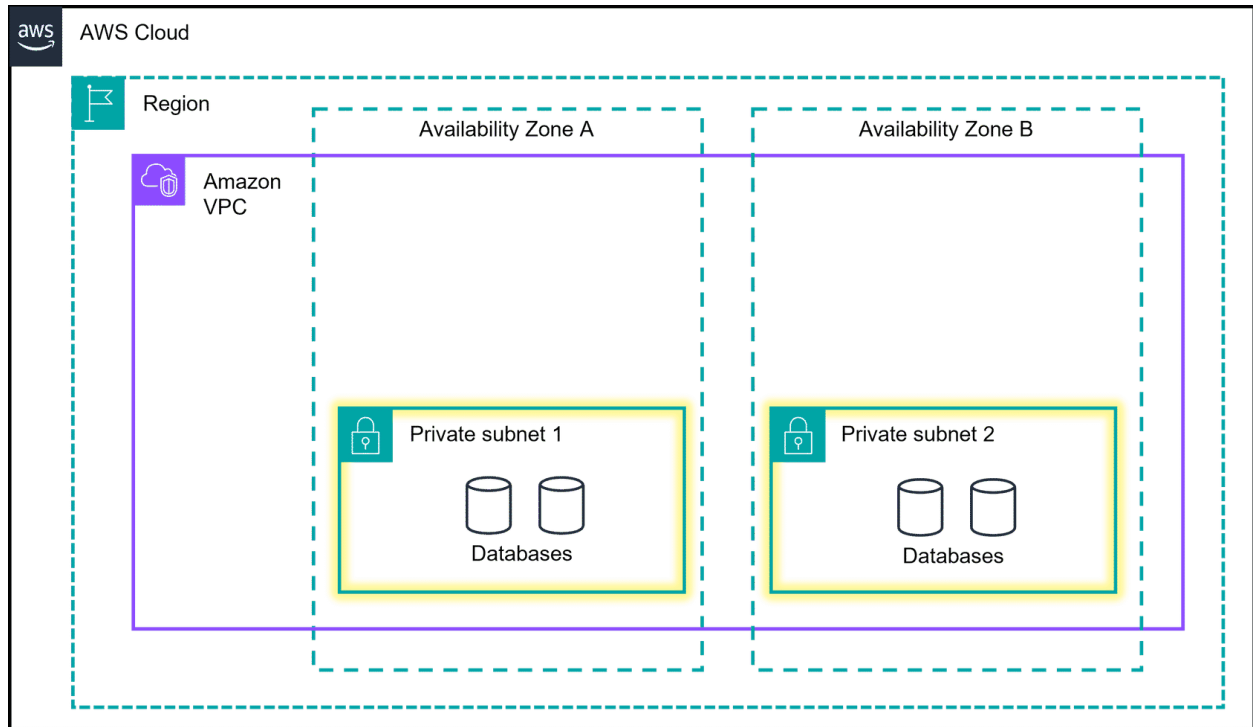 aws
AWS Cloud
Region
Availability Zone A
Availability Zone B
Amazon
VPC
Private subnet 1
Private subnet 2
Databases
Databases